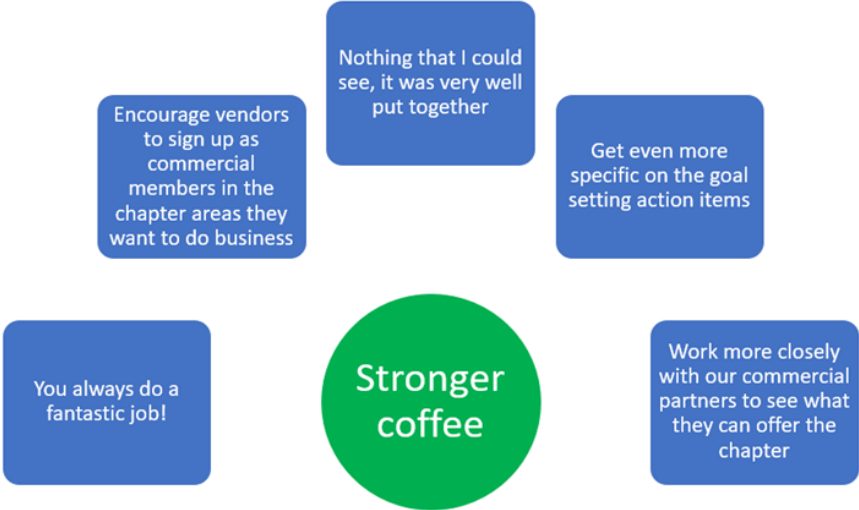 Nothing that I could
see, it was very well
put together
Encourage vendors
to sign up as
commercial
members in the
chapter areas they
want to do business
Get even more
specific on the goal
setting action items
You always do a
fantastic job!
Stronger
coffee
Work more closely
with our commercial
partners to see what
they can offer the
chapter